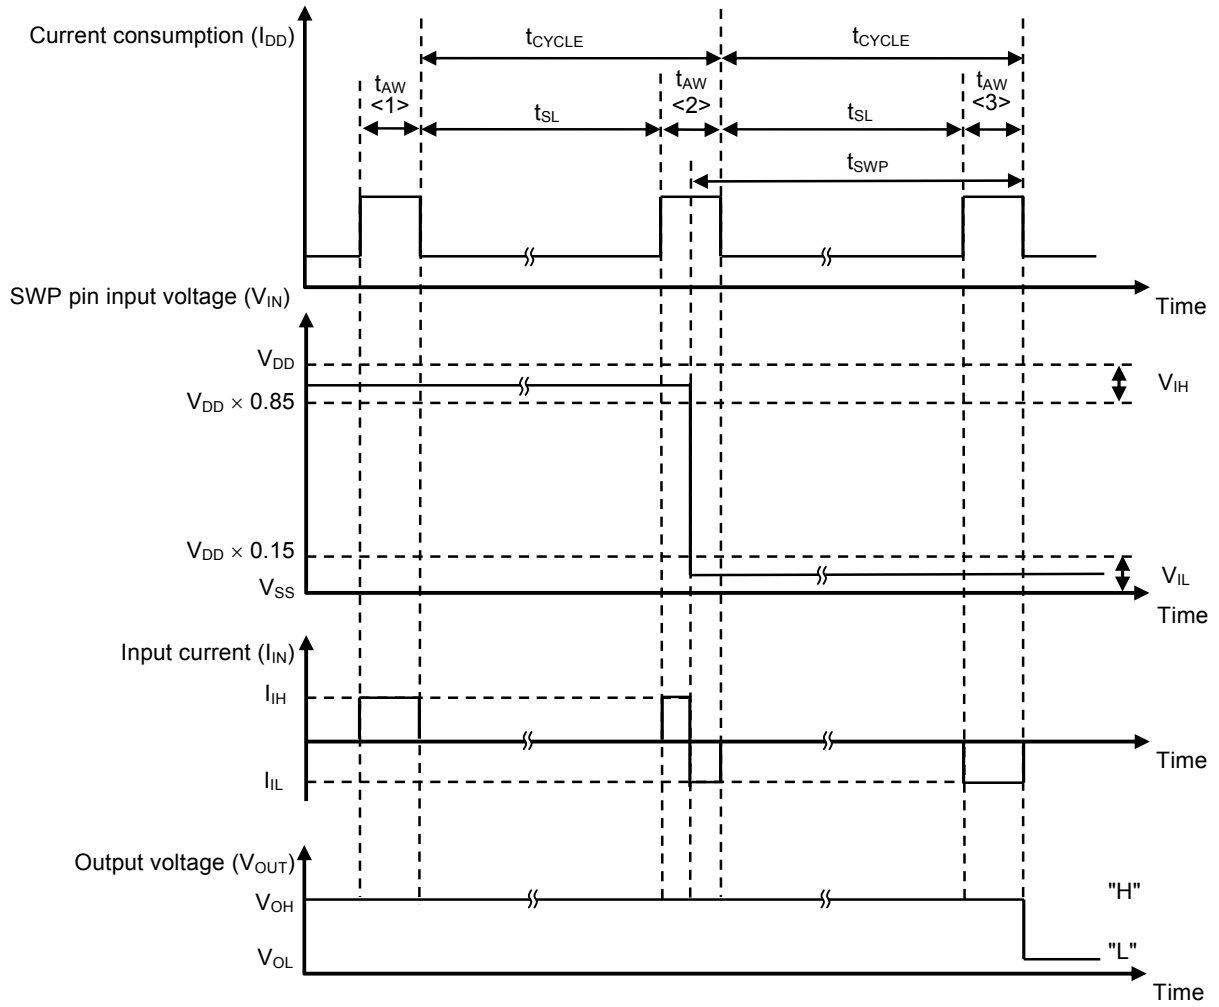 Current consumption (IDD)
tCYCLE
tCYCLE
tAW
<1>
tSL
tAW
<2>
tSL
tAW
<3>
tSWP
Time
SWP pin input voltage (VIN)
VDD
VDD × 0.85
VIH
VDD × 0.15
VSS
VIL
Time
Input current (IIN)
IIH
Time
IIL
Output voltage (VOUT)
VOH
"H"
VOL
"L"
Time